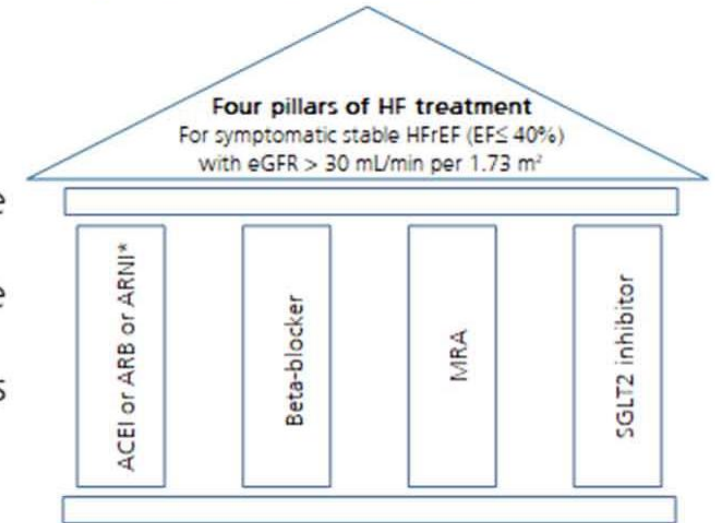 Four pillars of HF treatment
For symptomatic stable HFrEF (EF≤ 40%)
with eGFR > 30 mL/min per 1.73 m²
ACEI or ARB or ARNI*
Beta-blocker
MRA
SGLT2 inhibitor